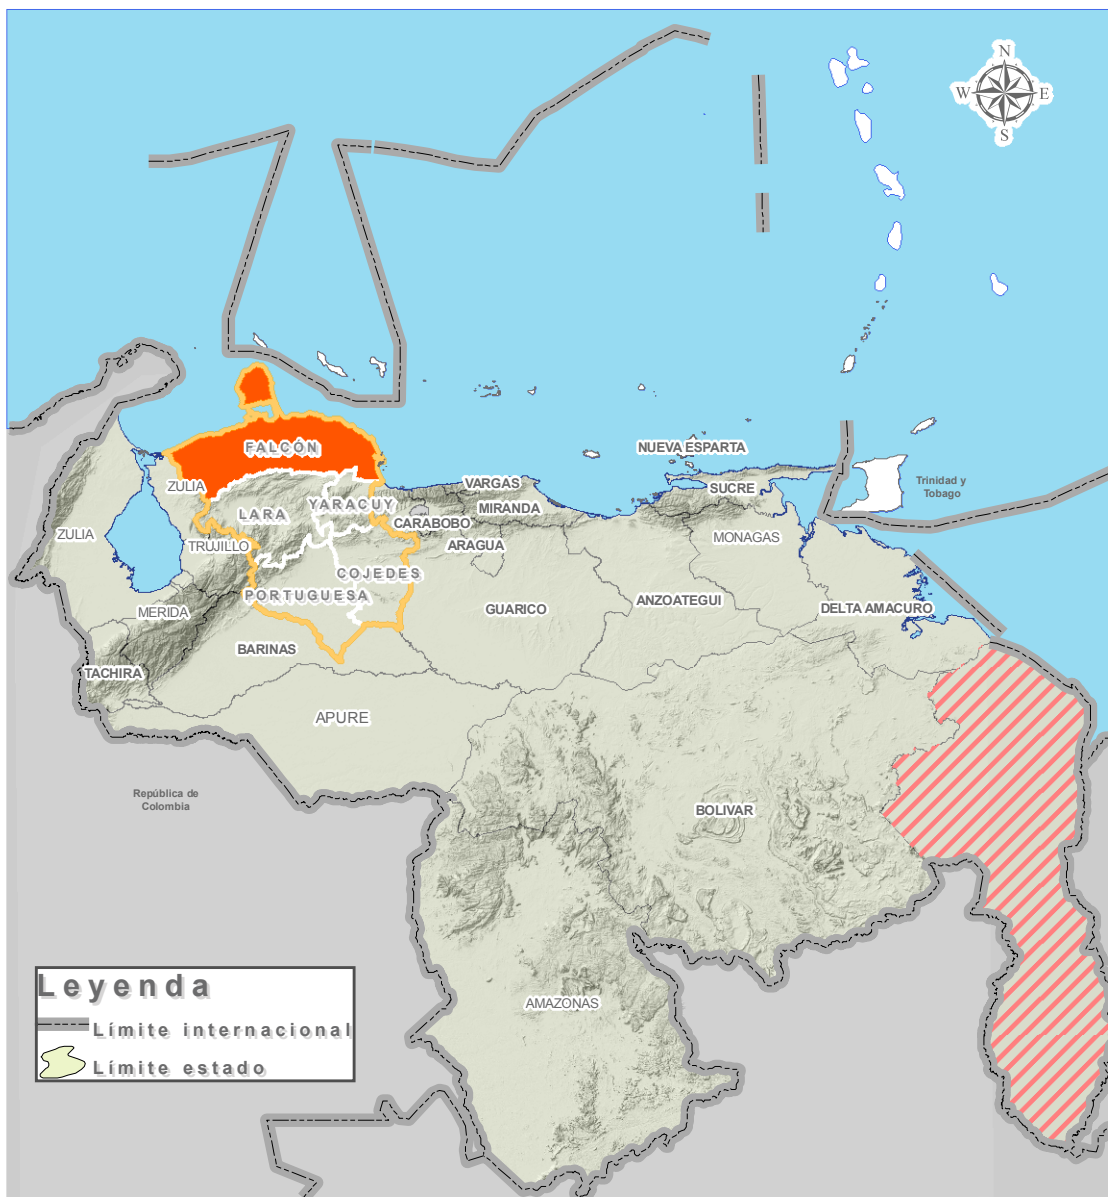 N
W E
S
FALCÓN
NUEVA ESPARTA
ZULIA
VARGAS
SUCRE
Trinidad y
Tobago
YARACUY
MIRANDA
LARA
CARABOBO
ZULIA
TRUJILLO
ARAGUA
MONAGAS
COJEDES
PORTUGUESA
ANZOATEGUI
MERIDA
GUARICO
DELTA AMACURO
BARINAS
TACHIRA
APURE
República de
Colombia
BOLIVAR
AMAZONAS
Leyenda
Límite internacional
Límite estado